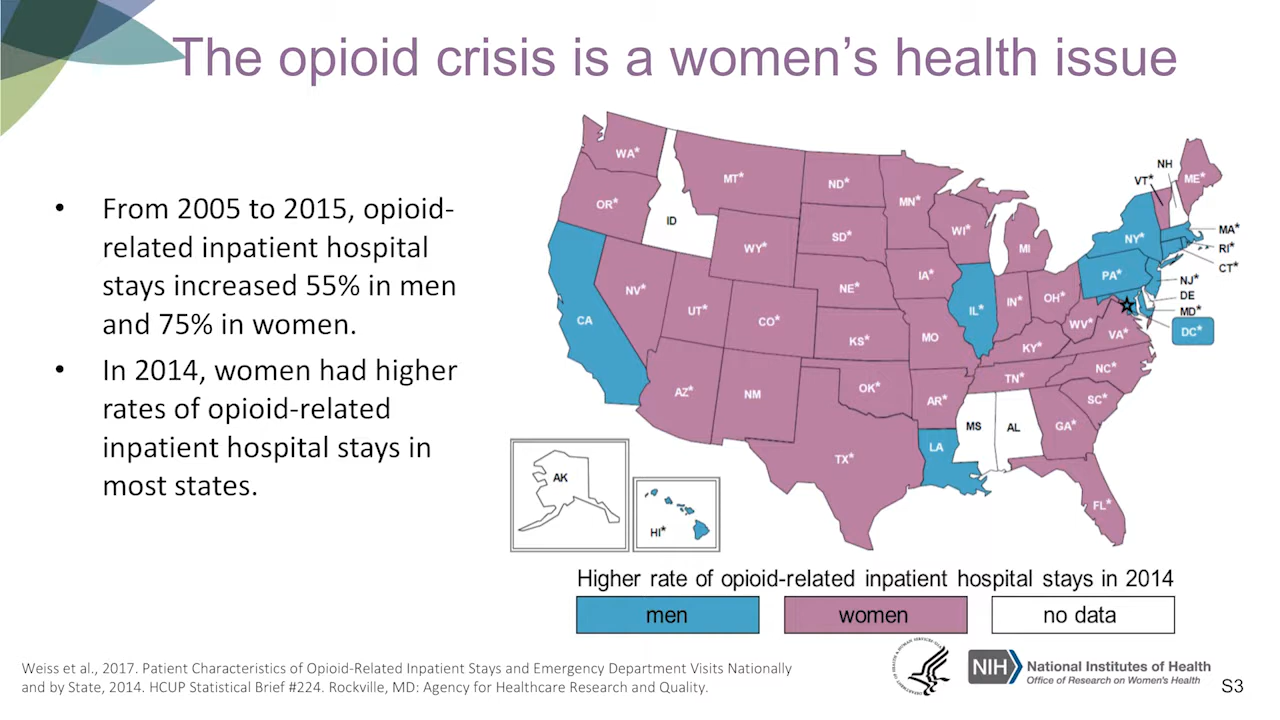 The opioid crisis is a women's health issue
• From 2005 to 2015, opioid-
related inpatient hospital
stays increased 55% in men
and 75% in women.
• In 2014, women had higher
rates of opioid-related
inpatient hospital stays in
most states.
WA*
OR*
ID
MT*
ND*
MN*
WI*
MI
NY*
VT*
NH
ME*
MA*
RI*
CT*
NJ*
DE
MD*
DC*
PA*
SD*
WY*
IA*
NE*
NV*
UT*
CO*
CA
IL*
IN*
OH*
WV*
VA*
KS*
MO
KY*
NC*
TN*
SC*
AZ*
NM
OK*
AR*
MS
AL
GA*
LA
TX*
FL*
AK
HI*
Higher rate of opioid-related inpatient hospital stays in 2014
men
women
no data
Weiss et al., 2017. Patient Characteristics of Opioid-Related Inpatient Stays and Emergency Department Visits Nationally
and by State, 2014. HCUP Statistical Brief #224. Rockville, MD: Agency for Healthcare Research and Quality.
NIH
National Institutes of Health
Office of Research on Women's Health
S3